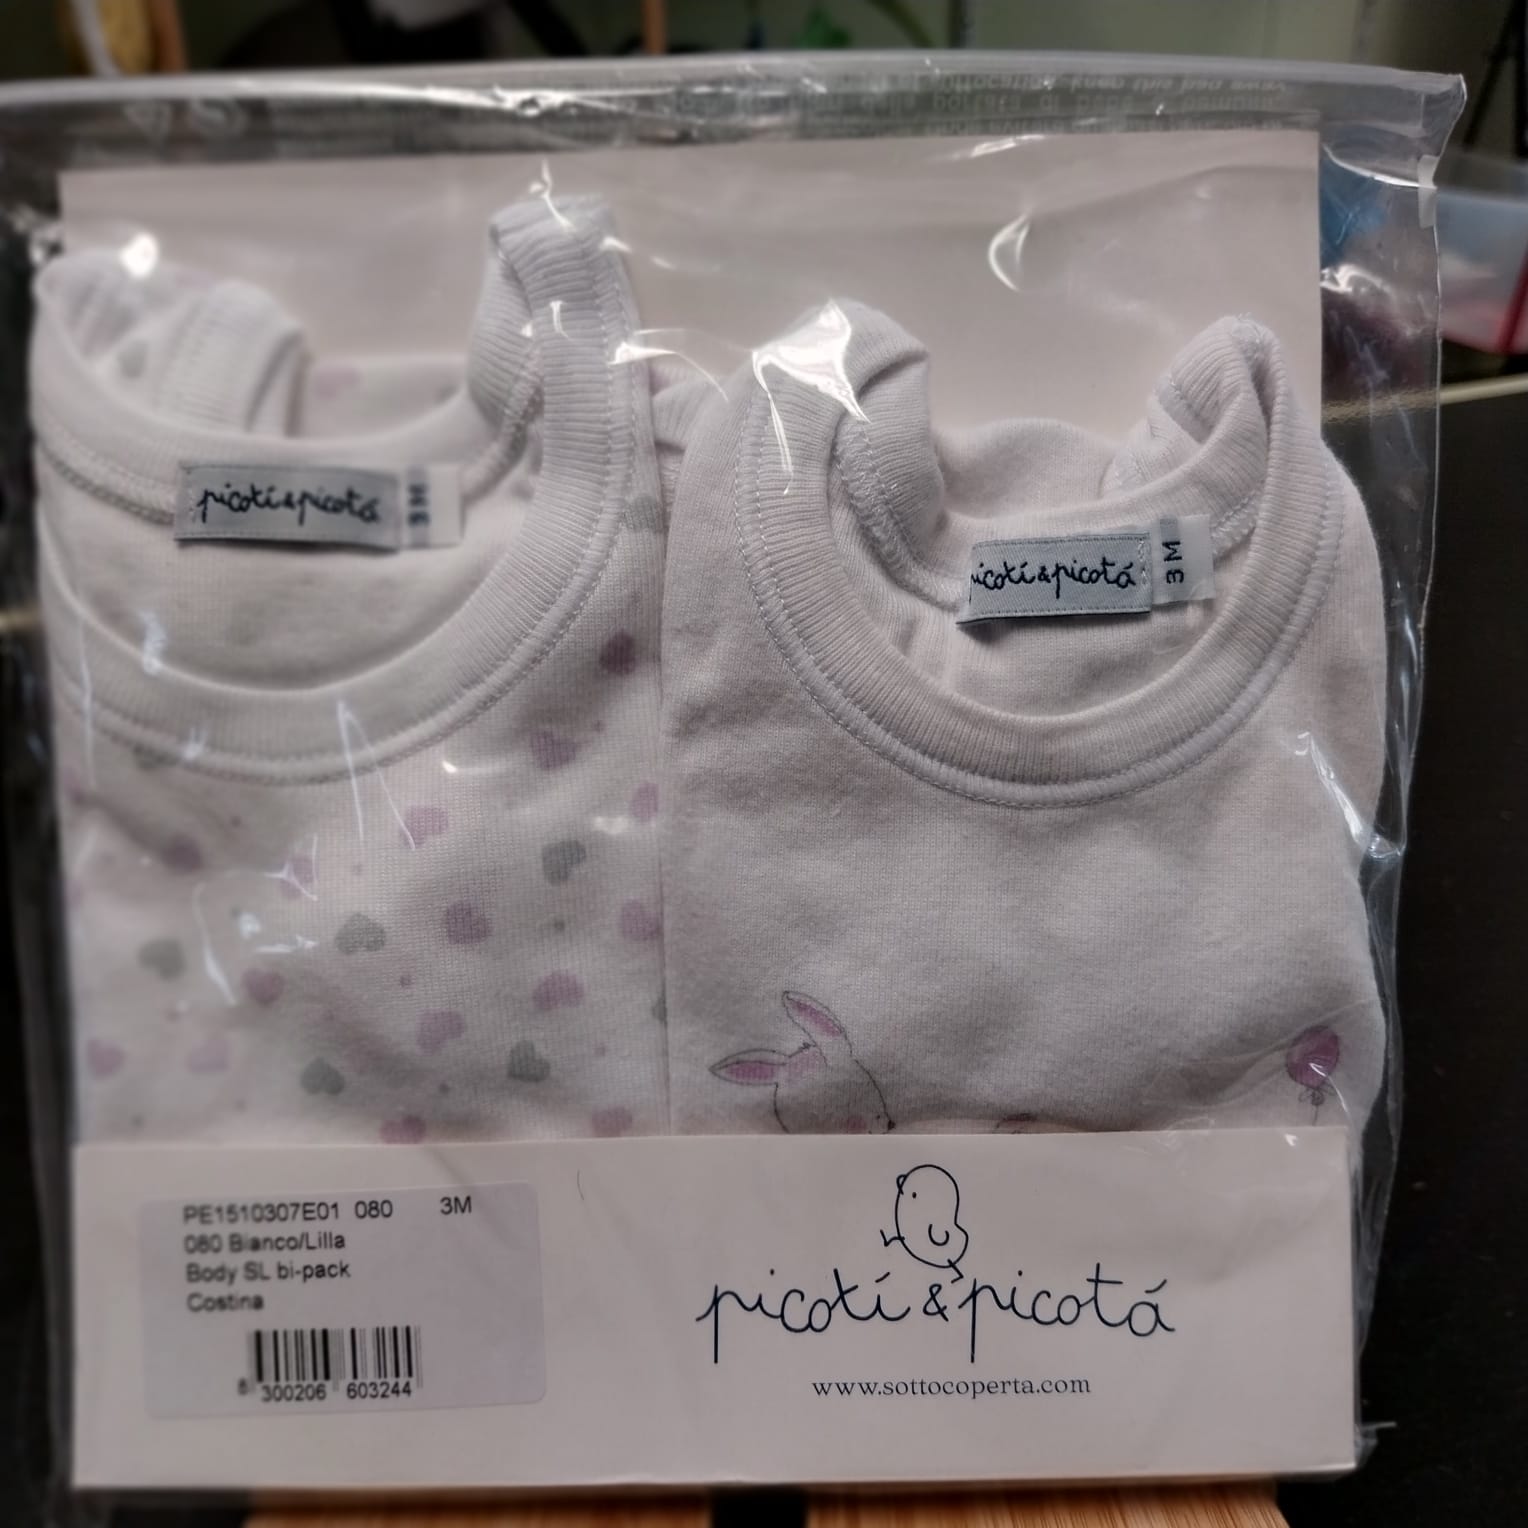 picotí&picotá
3M
picotí&picotá
3M
PE1510307E01 080 3M
080 Bianco/Lilla
Body SL bi-pack
Costina
8 300206 603244
picotí & picotá
www.sottocoperta.com